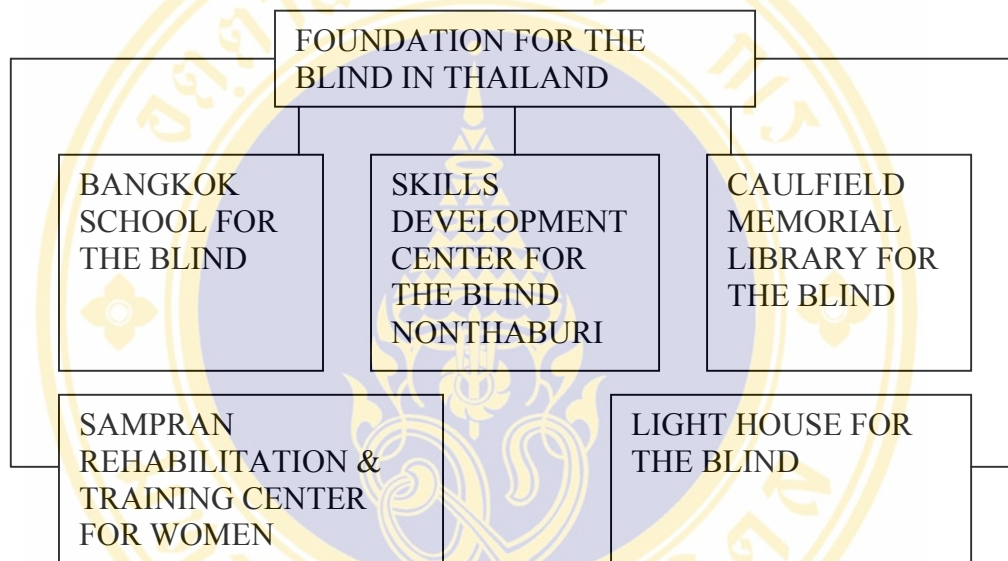 FOUNDATION FOR THE
BLIND IN THAILAND
BANGKOK
SCHOOL FOR
THE BLIND
SKILLS
DEVELOPMENT
CENTER FOR
THE BLIND
NONTHABURI
CAULFIELD
MEMORIAL
LIBRARY FOR
THE BLIND
SAMPRAN
REHABILITATION &
TRAINING CENTER
FOR WOMEN
LIGHT HOUSE FOR
THE BLIND